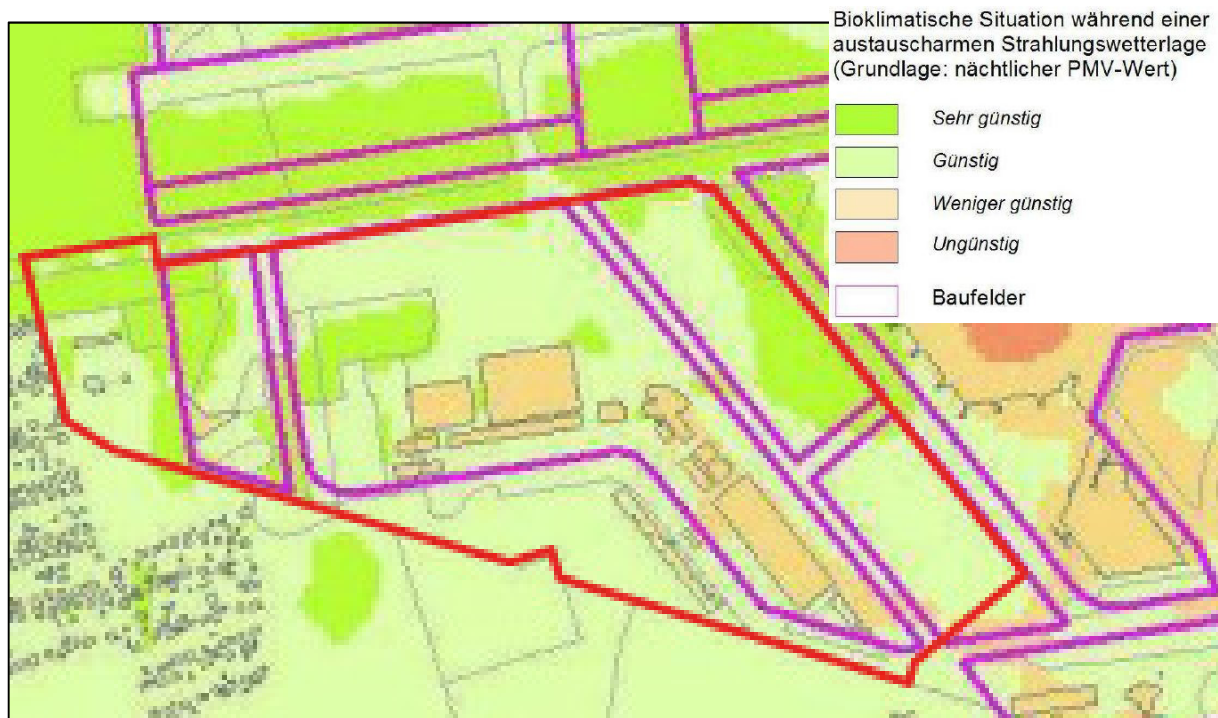 Bioklimatische Situation während einer
austauscharmen Strahlungswetterlage
(Grundlage: nächtlicher PMV-Wert)
Sehr günstig
Günstig
Weniger günstig
Ungünstig
Baufelder